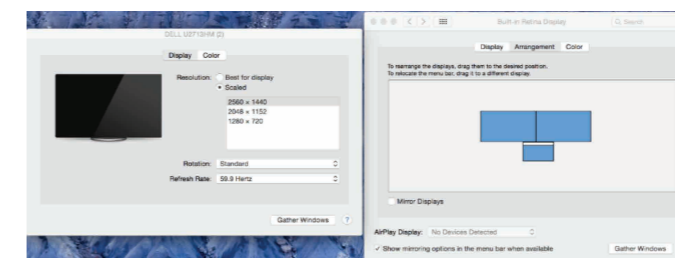 DELL U2713HM (2)
Display Color
Resolution: Best for display
Scaled
2560 × 1440
2048 × 1152
1280 × 720
Rotation: Standard
Refresh Rate: 59.9 Hertz
Gather Windows ?
Built-in Retina Display
Search
Display Arrangement Color
To rearrange the displays, drag them to the desired position.
To relocate the menu bar, drag it to a different display.
Mirror Displays
AirPlay Display: No Devices Detected
Show mirroring options in the menu bar when available
Gather Windows